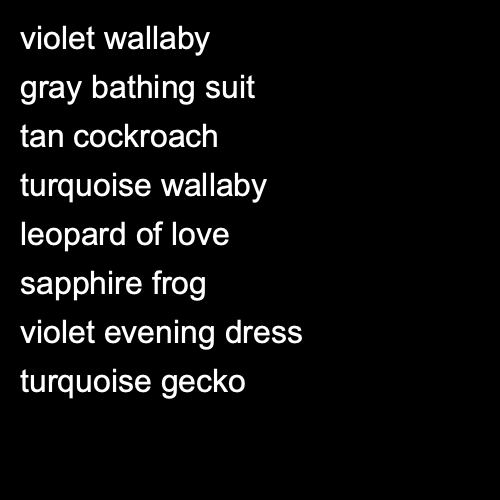 violet wallaby
gray bathing suit
tan cockroach
turquoise wallaby
leopard of love
sapphire frog
violet evening dress
turquoise gecko